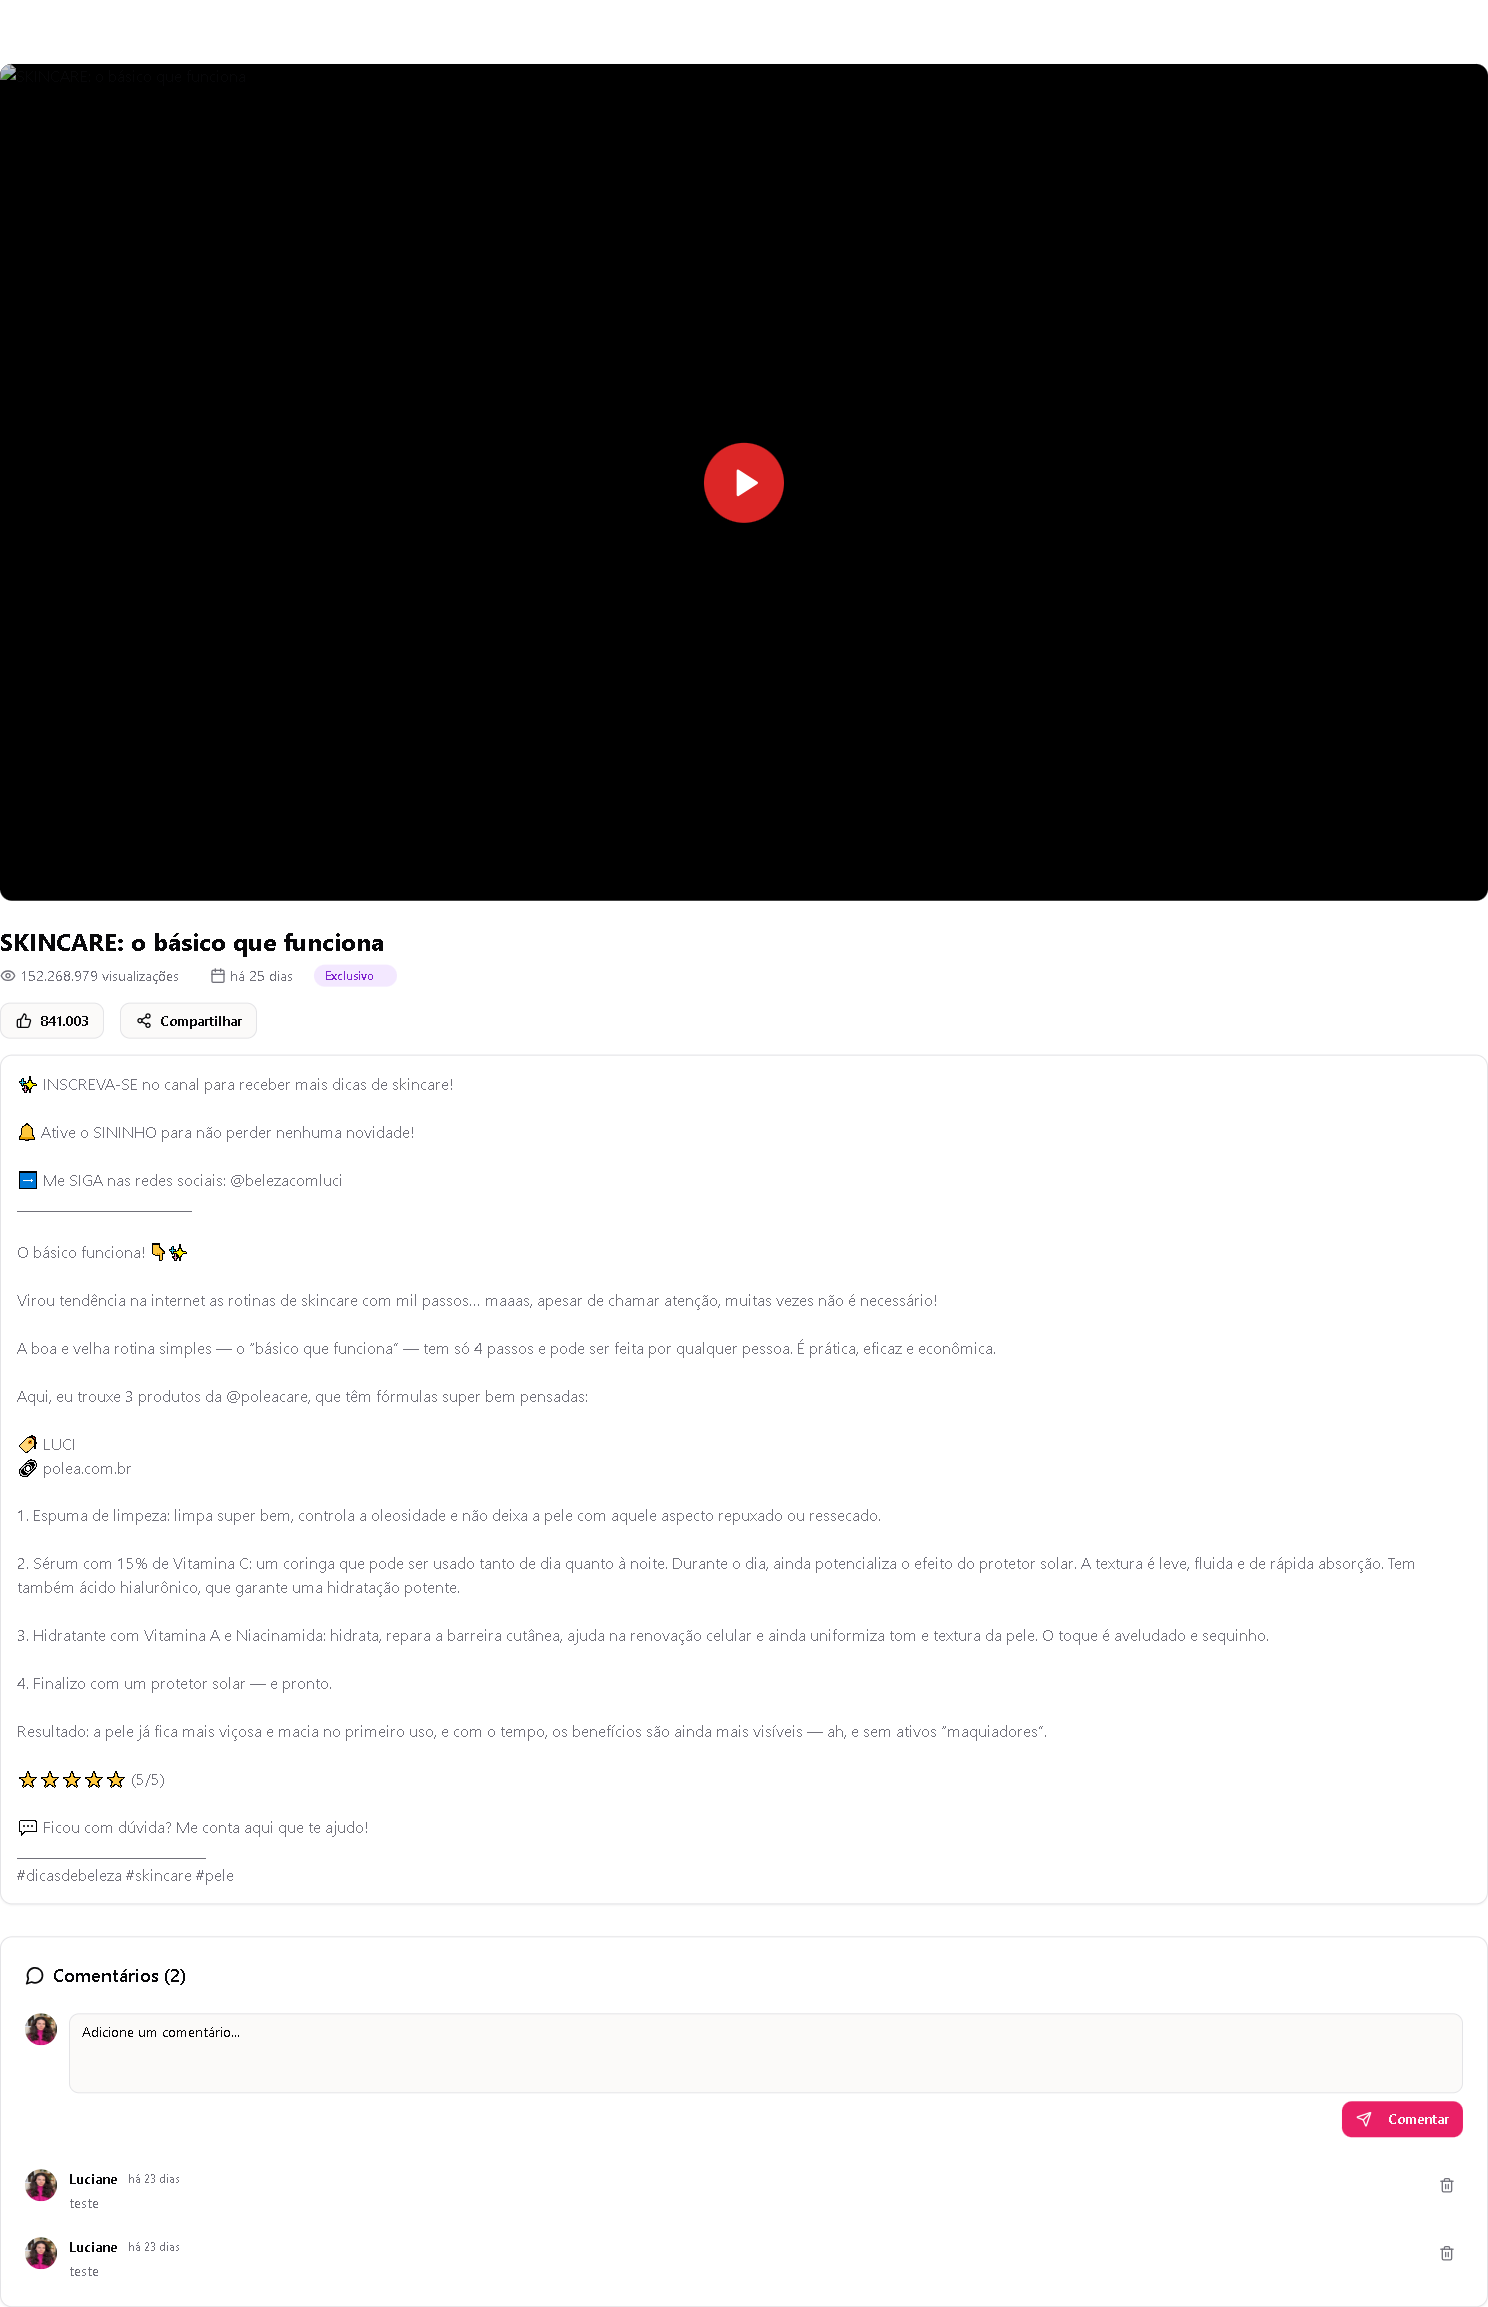 SKINCARE: o básico que funciona
SKINCARE: o básico que funciona
152.268.979 visualizações há 25 dias Exclusivo
841.003 Compartilhar
✨ INSCREVA-SE no canal para receber mais dicas de skincare!
🔔 Ative o SININHO para não perder nenhuma novidade!
➡️ Me SIGA nas redes sociais: @belezacomluci
_________________________
O básico funciona! 👇✨
Virou tendência na internet as rotinas de skincare com mil passos... maaas, apesar de chamar atenção, muitas vezes não é necessário!
A boa e velha rotina simples — o "básico que funciona" — tem só 4 passos e pode ser feita por qualquer pessoa. É prática, eficaz e econômica.
Aqui, eu trouxe 3 produtos da @poleacare, que têm fórmulas super bem pensadas:
🏷️ LUCI
🔗 polea.com.br
1. Espuma de limpeza: limpa super bem, controla a oleosidade e não deixa a pele com aquele aspecto repuxado ou ressecado.
2. Sérum com 15% de Vitamina C: um coringa que pode ser usado tanto de dia quanto à noite. Durante o dia, ainda potencializa o efeito do protetor solar. A textura é leve, fluida e de rápida absorção. Tem
também ácido hialurônico, que garante uma hidratação potente.
3. Hidratante com Vitamina A e Niacinamida: hidrata, repara a barreira cutânea, ajuda na renovação celular e ainda uniformiza tom e textura da pele. O toque é aveludado e sequinho.
4. Finalizo com um protetor solar — e pronto.
Resultado: a pele já fica mais viçosa e macia no primeiro uso, e com o tempo, os benefícios são ainda mais visíveis — ah, e sem ativos "maquiadores".
⭐⭐⭐⭐⭐ (5/5)
💬 Ficou com dúvida? Me conta aqui que te ajudo!
___________________________
#dicasdebeleza #skincare #pele
Comentários (2)
Adicione um comentário...
Comentar
Luciane há 23 dias
teste
Luciane há 23 dias
teste